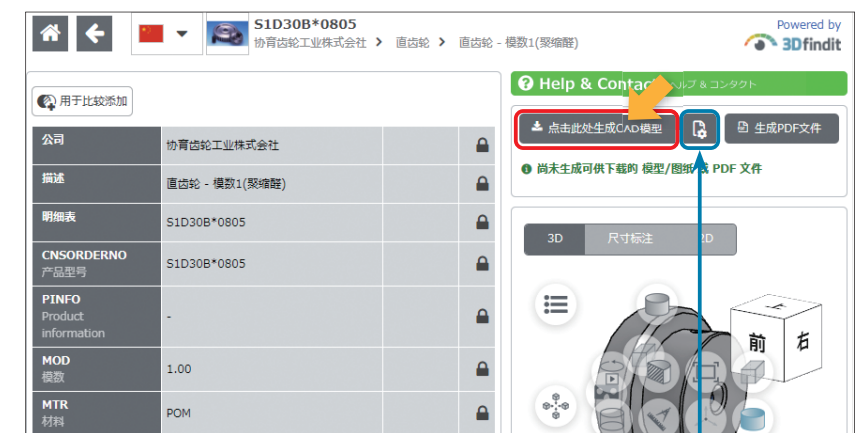 S1D30B*0805
协育齿轮工业株式会社 > 直齿轮 > 直齿轮 - 模数1(聚缩醛)
Powered by
3Dfindit
用于比较添加
公司 协育齿轮工业株式会社
描述 直齿轮 - 模数1(聚缩醛)
明细表 S1D30B*0805
CNSORDERNO
产品型号
S1D30B*0805
PINFO
Product
information
-
MOD
模数
1.00
MTR
材料
POM
Help & Contact ヘルプ & コンタクト
点击此处生成CAD模型
生成PDF文件
尚未生成可供下载的 模型/图纸 或 PDF 文件
3D 尺寸标注 2D
前 右